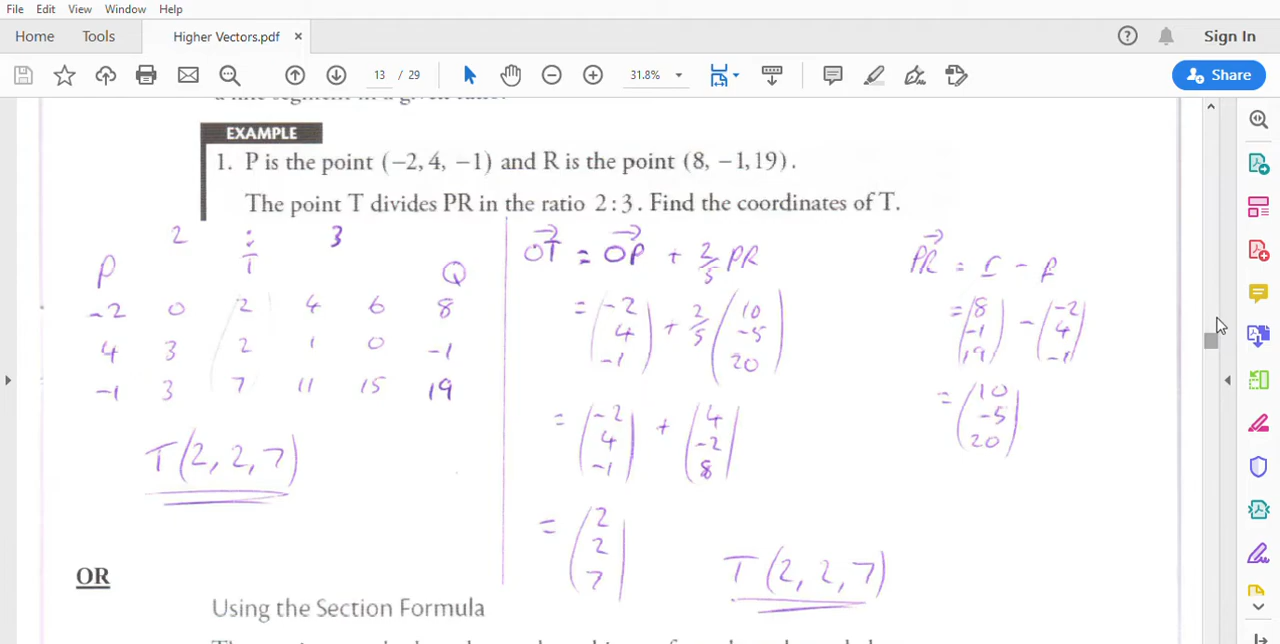 File Edit View Window Help
Home Tools Higher Vectors.pdf × Sign In
13 / 29 31.8% Share
EXAMPLE
1. P is the point (−2, 4, −1) and R is the point (8, −1, 19).
The point T divides PR in the ratio 2 : 3. Find the coordinates of T.
2 : 3
T
P Q
-2 0 2 4 6 8
4 3 2 1 0 -1
-1 3 7 11 15 19
T(2, 2, 7)
OT = OP + 2/5 PR
= (-2 4 -1) + 2/5 (10 -5 20)
= (-2 4 -1) + (4 -2 8)
= (2 2 7)
T(2, 2, 7)
PR = r - p
= (8 -1 19) - (-2 4 -1)
= (10 -5 20)
OR
Using the Section Formula